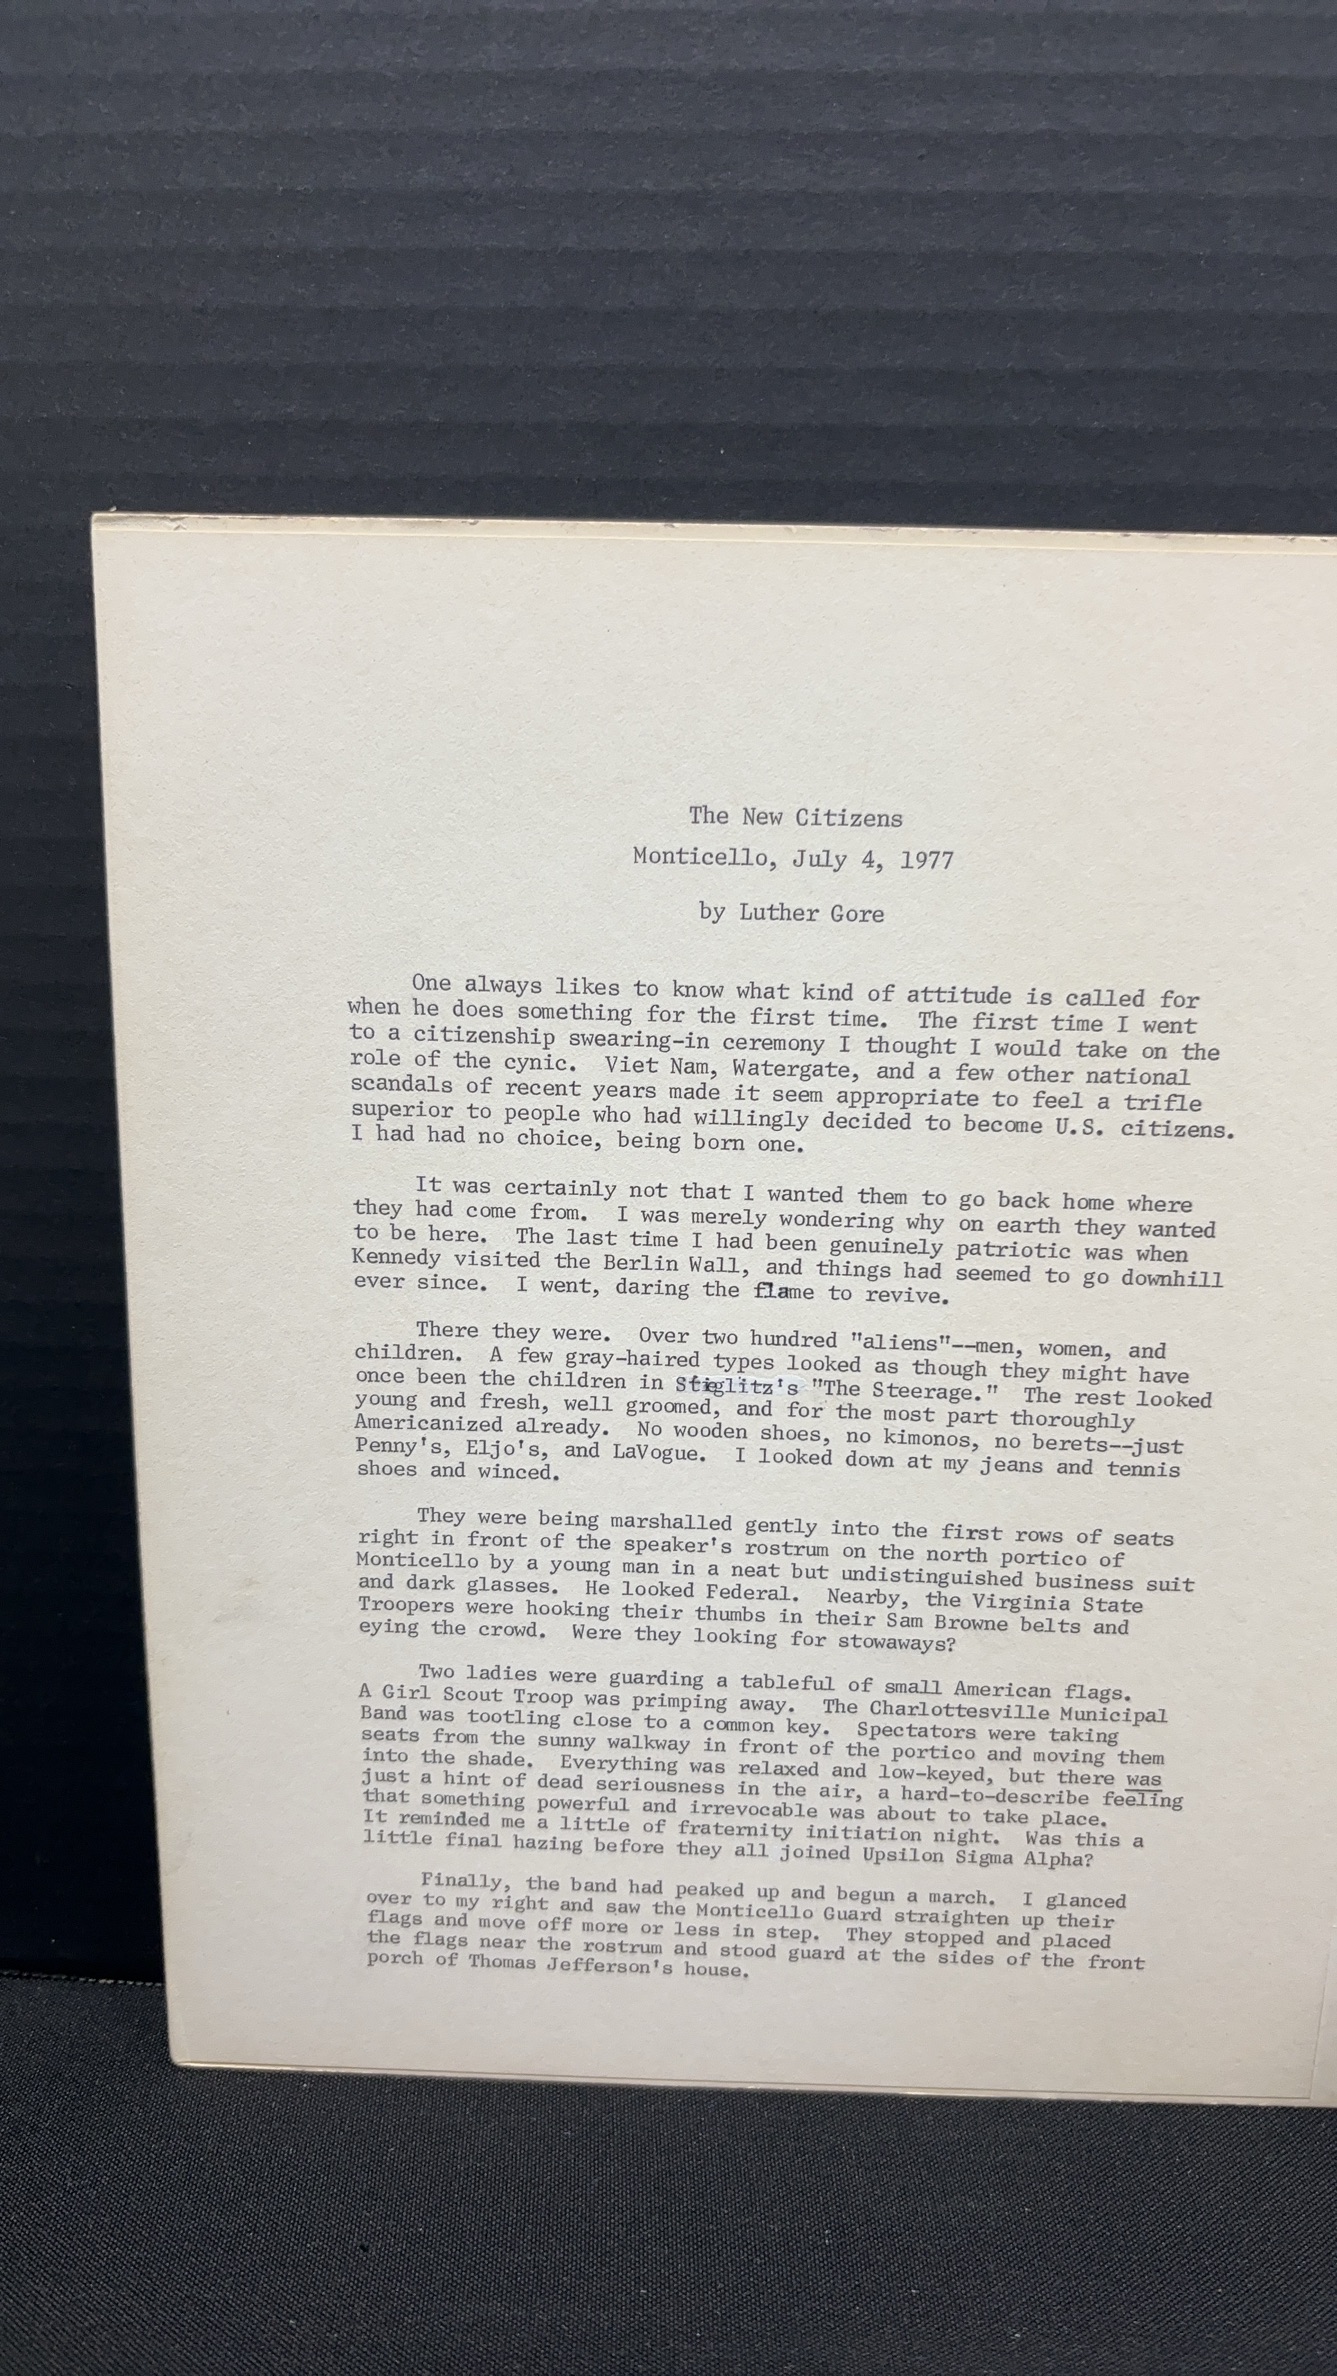 The New Citizens
Monticello, July 4, 1977
by Luther Gore
One always likes to know what kind of attitude is called for
when he does something for the first time. The first time I went
to a citizenship swearing-in ceremony I thought I would take on the
role of the cynic. Viet Nam, Watergate, and a few other national
scandals of recent years made it seem appropriate to feel a trifle
superior to people who had willingly decided to become U.S. citizens.
I had had no choice, being born one.
It was certainly not that I wanted them to go back home where
they had come from. I was merely wondering why on earth they wanted
to be here. The last time I had been genuinely patriotic was when
Kennedy visited the Berlin Wall, and things had seemed to go downhill
ever since. I went, daring the flame to revive.
There they were. Over two hundred "aliens"--men, women, and
children. A few gray-haired types looked as though they might have
once been the children in Stieglitz's "The Steerage." The rest looked
young and fresh, well groomed, and for the most part thoroughly
Americanized already. No wooden shoes, no kimonos, no berets--just
Penny's, Eljo's, and LaVogue. I looked down at my jeans and tennis
shoes and winced.
They were being marshalled gently into the first rows of seats
right in front of the speaker's rostrum on the north portico of
Monticello by a young man in a neat but undistinguished business suit
and dark glasses. He looked Federal. Nearby, the Virginia State
Troopers were hooking their thumbs in their Sam Browne belts and
eying the crowd. Were they looking for stowaways?
Two ladies were guarding a tableful of small American flags.
A Girl Scout Troop was primping away. The Charlottesville Municipal
Band was tootling close to a common key. Spectators were taking
seats from the sunny walkway in front of the portico and moving them
into the shade. Everything was relaxed and low-keyed, but there was
just a hint of dead seriousness in the air, a hard-to-describe feeling
that something powerful and irrevocable was about to take place.
It reminded me a little of fraternity initiation night. Was this a
little final hazing before they all joined Upsilon Sigma Alpha?
Finally, the band had peaked up and begun a march. I glanced
over to my right and saw the Monticello Guard straighten up their
flags and move off more or less in step. They stopped and placed
the flags near the rostrum and stood guard at the sides of the front
porch of Thomas Jefferson's house.